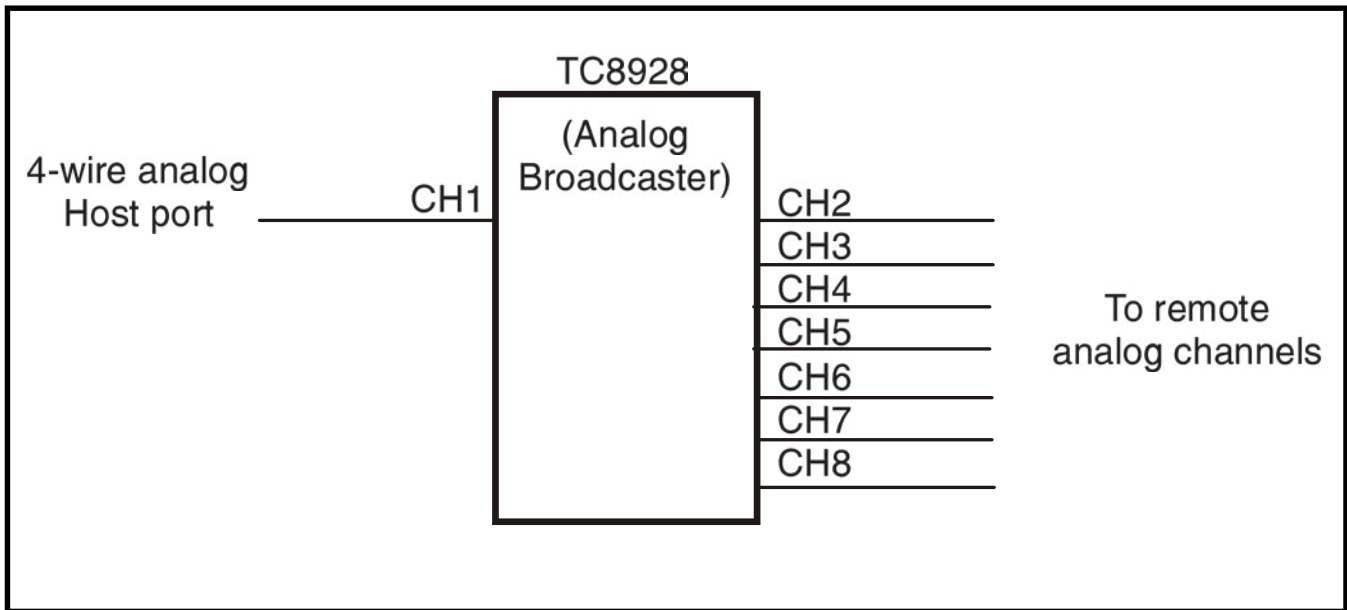 TC8928
(Analog
Broadcaster)
4-wire analog
Host port
CH1
CH2
CH3
CH4
CH5
CH6
CH7
CH8
To remote
analog channels